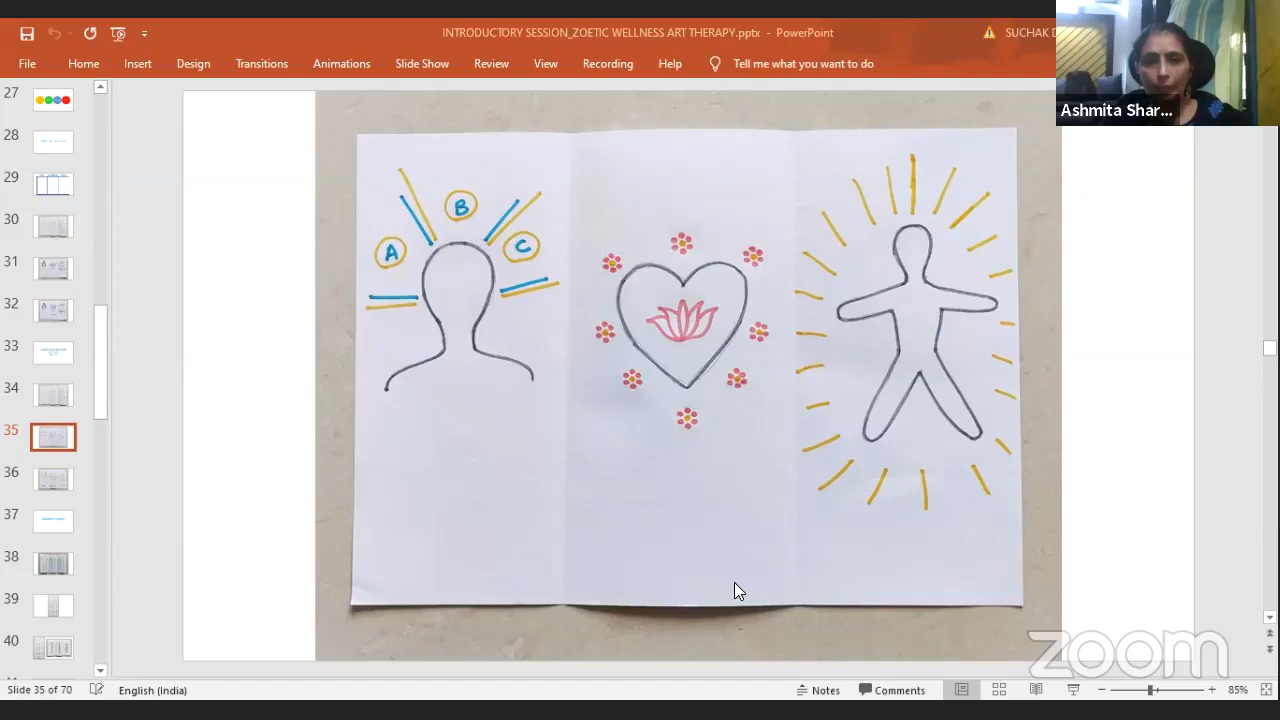 INTRODUCTORY SESSION_ZOETIC WELLNESS ART THERAPY.pptx - PowerPoint
SUCHAK D
File Home Insert Design Transitions Animations Slide Show Review View Recording Help Tell me what you want to do
Ashmita Shar...
27
28
29
30
31
32
33
34
35
36
37
38
39
40
A
B
C
zoom
Slide 35 of 70 English (India) Notes Comments 85%